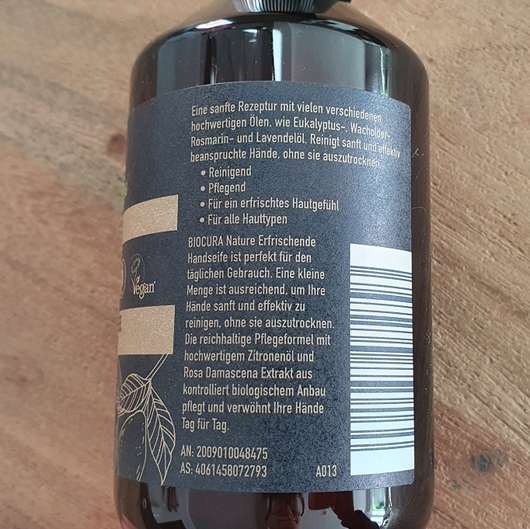 Eine sanfte Rezeptur mit vielen verschiedenen
hochwertigen Ölen, wie Eukalyptus-, Wacholder-
Rosmarin- und Lavendelöl. Reinigt sanft und effektiv
beanspruchte Hände, ohne sie auszutrocknen.
• Reinigend
• Pflegend
• Für ein erfrischtes Hautgefühl
• Für alle Hauttypen
BIOCURA Nature Erfrischende
Handseife ist perfekt für den
täglichen Gebrauch. Eine kleine
Menge ist ausreichend, um Ihre
Hände sanft und effektiv zu
reinigen, ohne sie auszutrocknen.
Die reichhaltige Pflegeformel mit
hochwertigem Zitronenöl und
Rosa Damascena Extrakt aus
kontrolliert biologischem Anbau
pflegt und verwöhnt Ihre Hände
Tag für Tag.
AN: 2009010048475
AS: 4061458072793 A013
Vegan